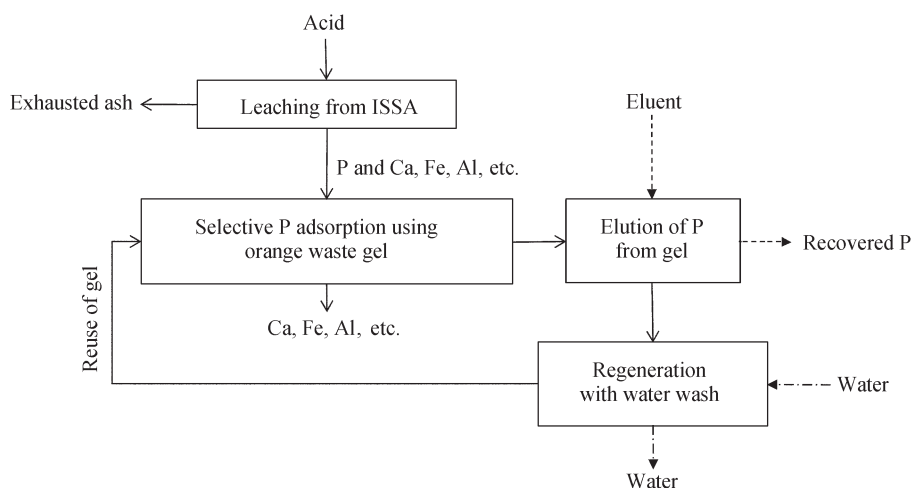 Acid
Exhausted ash
Leaching from ISSA
Eluent
P and Ca, Fe, Al, etc.
Selective P adsorption using
orange waste gel
Elution of P
from gel
Recovered P
Reuse of gel
Ca, Fe, Al, etc.
Regeneration
with water wash
Water
Water